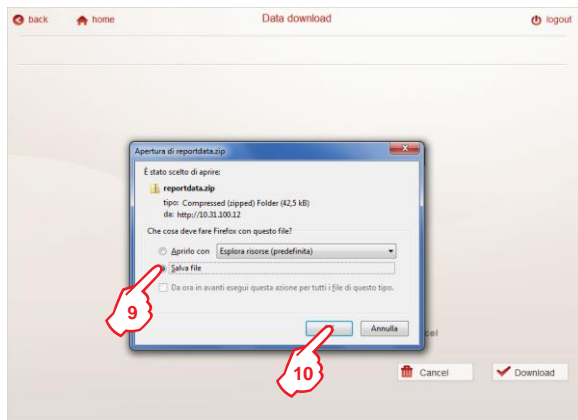 back home Data download logout
Apertura di reportdata.zip
È stato scelto di aprire:
reportdata.zip
tipo: Compressed (zipped) Folder (42,5 kB)
da: http://10.31.100.12
Che cosa deve fare Firefox con questo file?
Aprirlo con Esplora risorse (predefinita)
Salva file
Da ora in avanti esegui questa azione per tutti i file di questo tipo.
9
Annulla
cel
10
Cancel Download